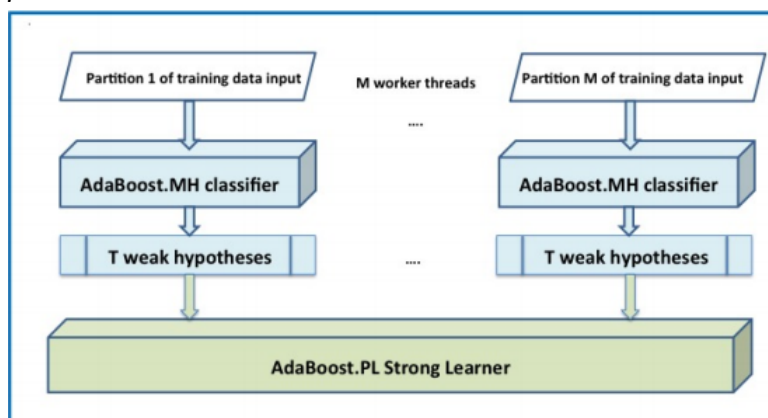 Partition 1 of training data input
M worker threads
Partition M of training data input
....
AdaBoost.MH classifier
AdaBoost.MH classifier
T weak hypotheses
....
T weak hypotheses
AdaBoost.PL Strong Learner